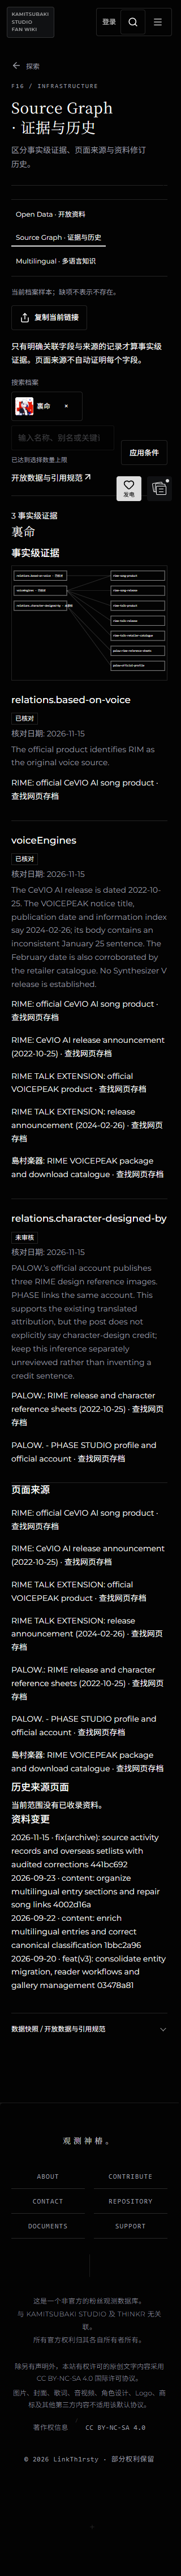 KAMITSUBAKI
STUDIO
FAN WIKI
登录
探索
F16 / INFRASTRUCTURE
Source Graph
· 证据与历史
区分事实级证据、页面来源与资料修订
历史。
Open Data · 开放资料
Source Graph · 证据与历史
Multilingual · 多语言知识
当前档案样本；缺项不表示不存在。
复制当前链接
只有明确关联字段与来源的记录才算事实级证据。页面来源不自动证明每个字段。
搜索档案
裏命 ×
输入名称、别名或关键词
已达到选择数量上限
应用条件
开放数据与引用规范
发电
3 事实级证据
裏命
事实级证据
relations.based-on-voice
已核对
核对日期: 2026-11-15
The official product identifies RIM as
the original voice source.
RIME: official CeVIO AI song product ·
查找网页存档
voiceEngines
已核对
核对日期: 2026-11-15
The CeVIO AI release is dated 2022-10-
25. The VOICEPEAK notice title,
publication date and information index
say 2024-02-26; its body contains an
inconsistent January 25 sentence. The
February date is also corroborated by
the retailer catalogue. No Synthesizer V
release is established.
RIME: official CeVIO AI song product ·
查找网页存档
RIME: CeVIO AI release announcement
(2022-10-25) · 查找网页存档
RIME TALK EXTENSION: official
VOICEPEAK product · 查找网页存档
RIME TALK EXTENSION: release
announcement (2024-02-26) · 查找网页
存档
島村楽器: RIME VOICEPEAK package
and download catalogue · 查找网页存档
relations.character-designed-by
未审核
核对日期: 2026-11-15
PALOW.'s official account publishes
three RIME design reference images.
PHASE links the same account. This
supports the existing translated
attribution, but the post does not
explicitly say character-design credit;
keep this inference separately
unreviewed rather than inventing a
credit sentence.
PALOW.: RIME release and character
reference sheets (2022-10-25) · 查找网
页存档
PALOW. - PHASE STUDIO profile and
official account · 查找网页存档
页面来源
RIME: official CeVIO AI song product ·
查找网页存档
RIME: CeVIO AI release announcement
(2022-10-25) · 查找网页存档
RIME TALK EXTENSION: official
VOICEPEAK product · 查找网页存档
RIME TALK EXTENSION: release
announcement (2024-02-26) · 查找网页
存档
PALOW.: RIME release and character
reference sheets (2022-10-25) · 查找网
页存档
PALOW. - PHASE STUDIO profile and
official account · 查找网页存档
島村楽器: RIME VOICEPEAK package
and download catalogue · 查找网页存档
历史来源页面
当前范围没有已收录资料。
资料变更
2026-11-15 · fix(archive): source activity
records and overseas setlists with
audited corrections 441bc692
2026-09-23 · content: organize
multilingual entry sections and repair
song links 4002d16a
2026-09-22 · content: enrich
multilingual entries and correct
canonical classification 1bbc2a96
2026-09-20 · feat(v3): consolidate entity
migration, reader workflows and
gallery management 03478a81
数据快照 / 开放数据与引用规范
观测神椿。
ABOUT
CONTRIBUTE
CONTACT
REPOSITORY
DOCUMENTS
SUPPORT
这里是一个非官方的粉丝观测数据库。
与 KAMITSUBAKI STUDIO 及 THINKR 无关
联。
所有官方权利归其各自所有者所有。
除另有声明外，本站有权许可的原创文字内容采用
CC BY-NC-SA 4.0 国际许可协议。
图片、封面、歌词、音视频、角色设计、Logo、商
标及其他第三方内容不适用该默认协议。
著作权信息
CC BY-NC-SA 4.0
© 2026 LinkTh1rsty · 部分权利保留